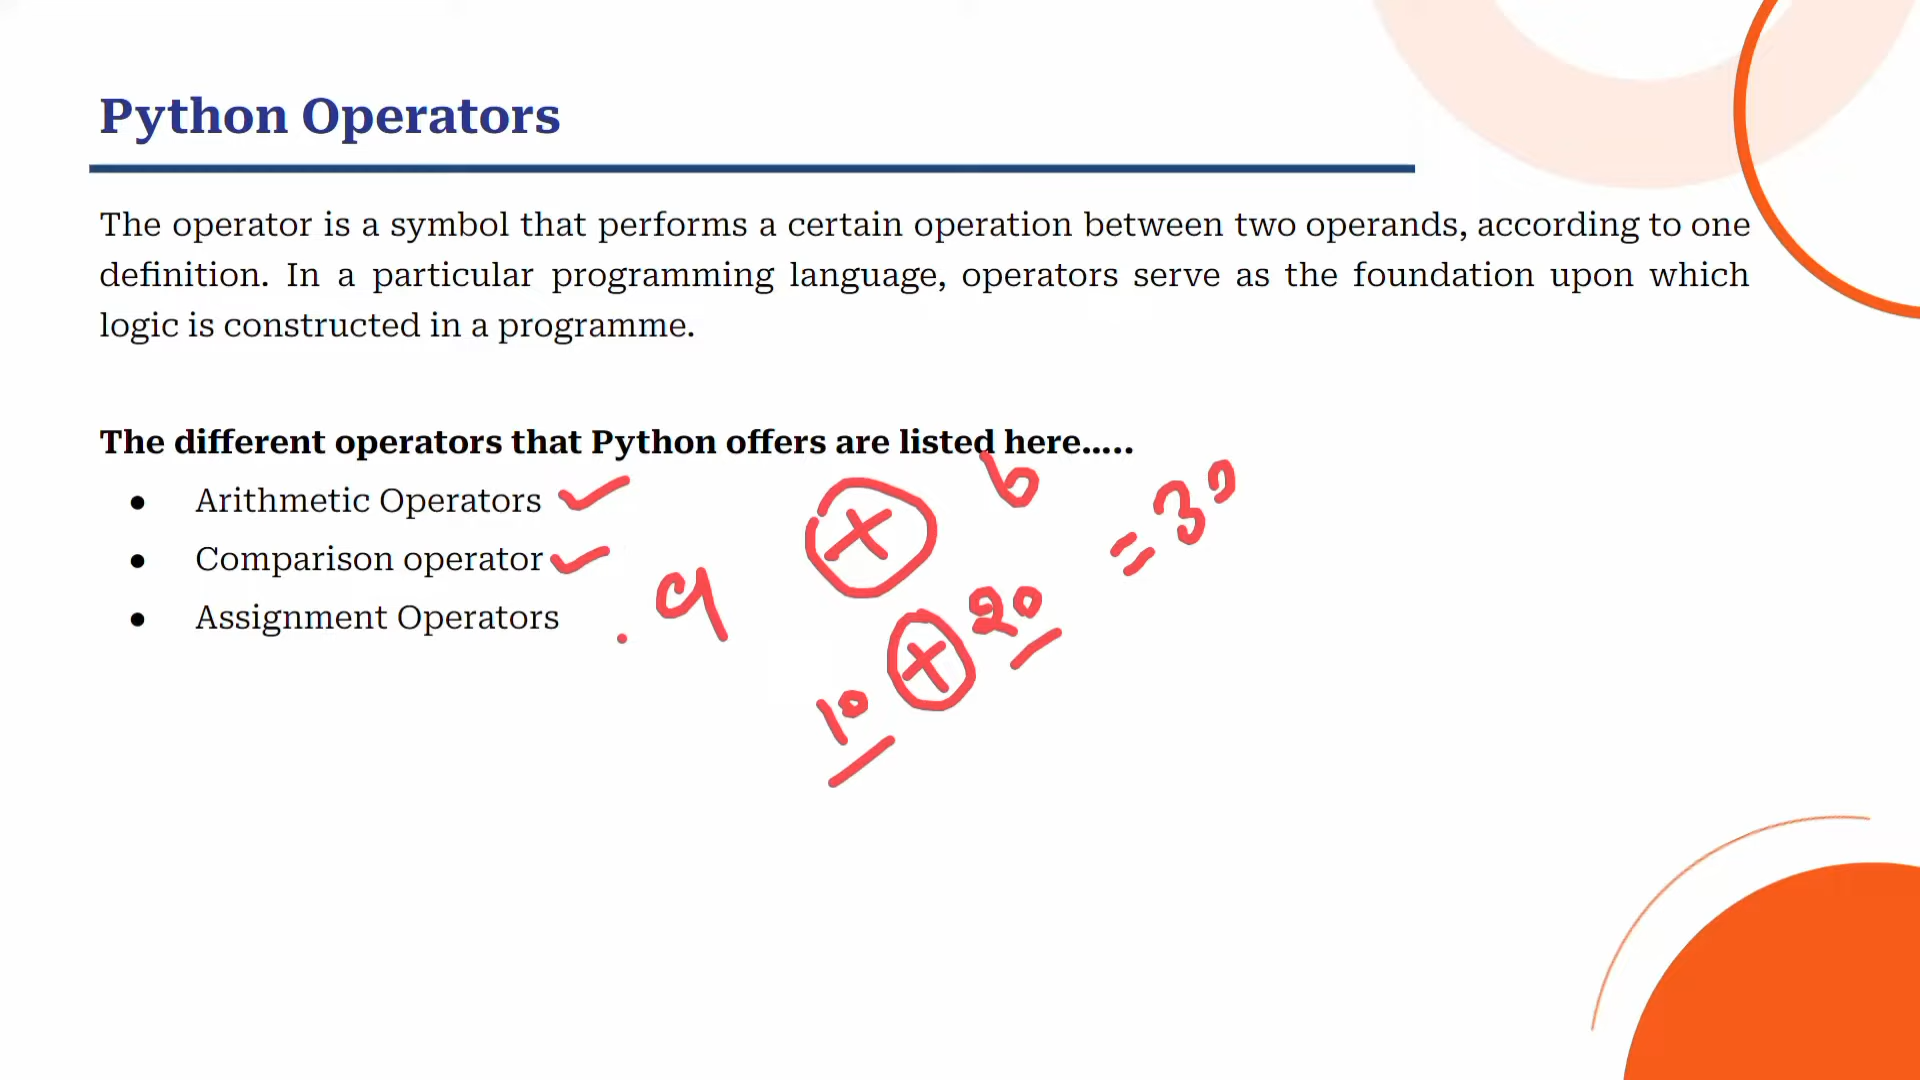 Python Operators
The operator is a symbol that performs a certain operation between two operands, according to one
definition. In a particular programming language, operators serve as the foundation upon which
logic is constructed in a programme.
The different operators that Python offers are listed here.....
● Arithmetic Operators
● Comparison operator
● Assignment Operators
a + b
10 + 20 = 30